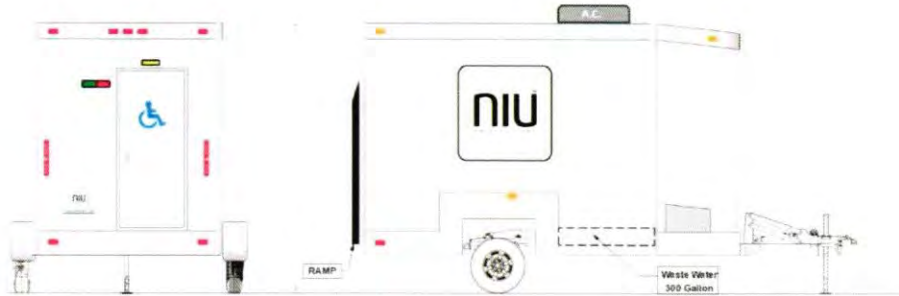 A.C.
niu
niu
RAMP
Waste Water
300 Gallon